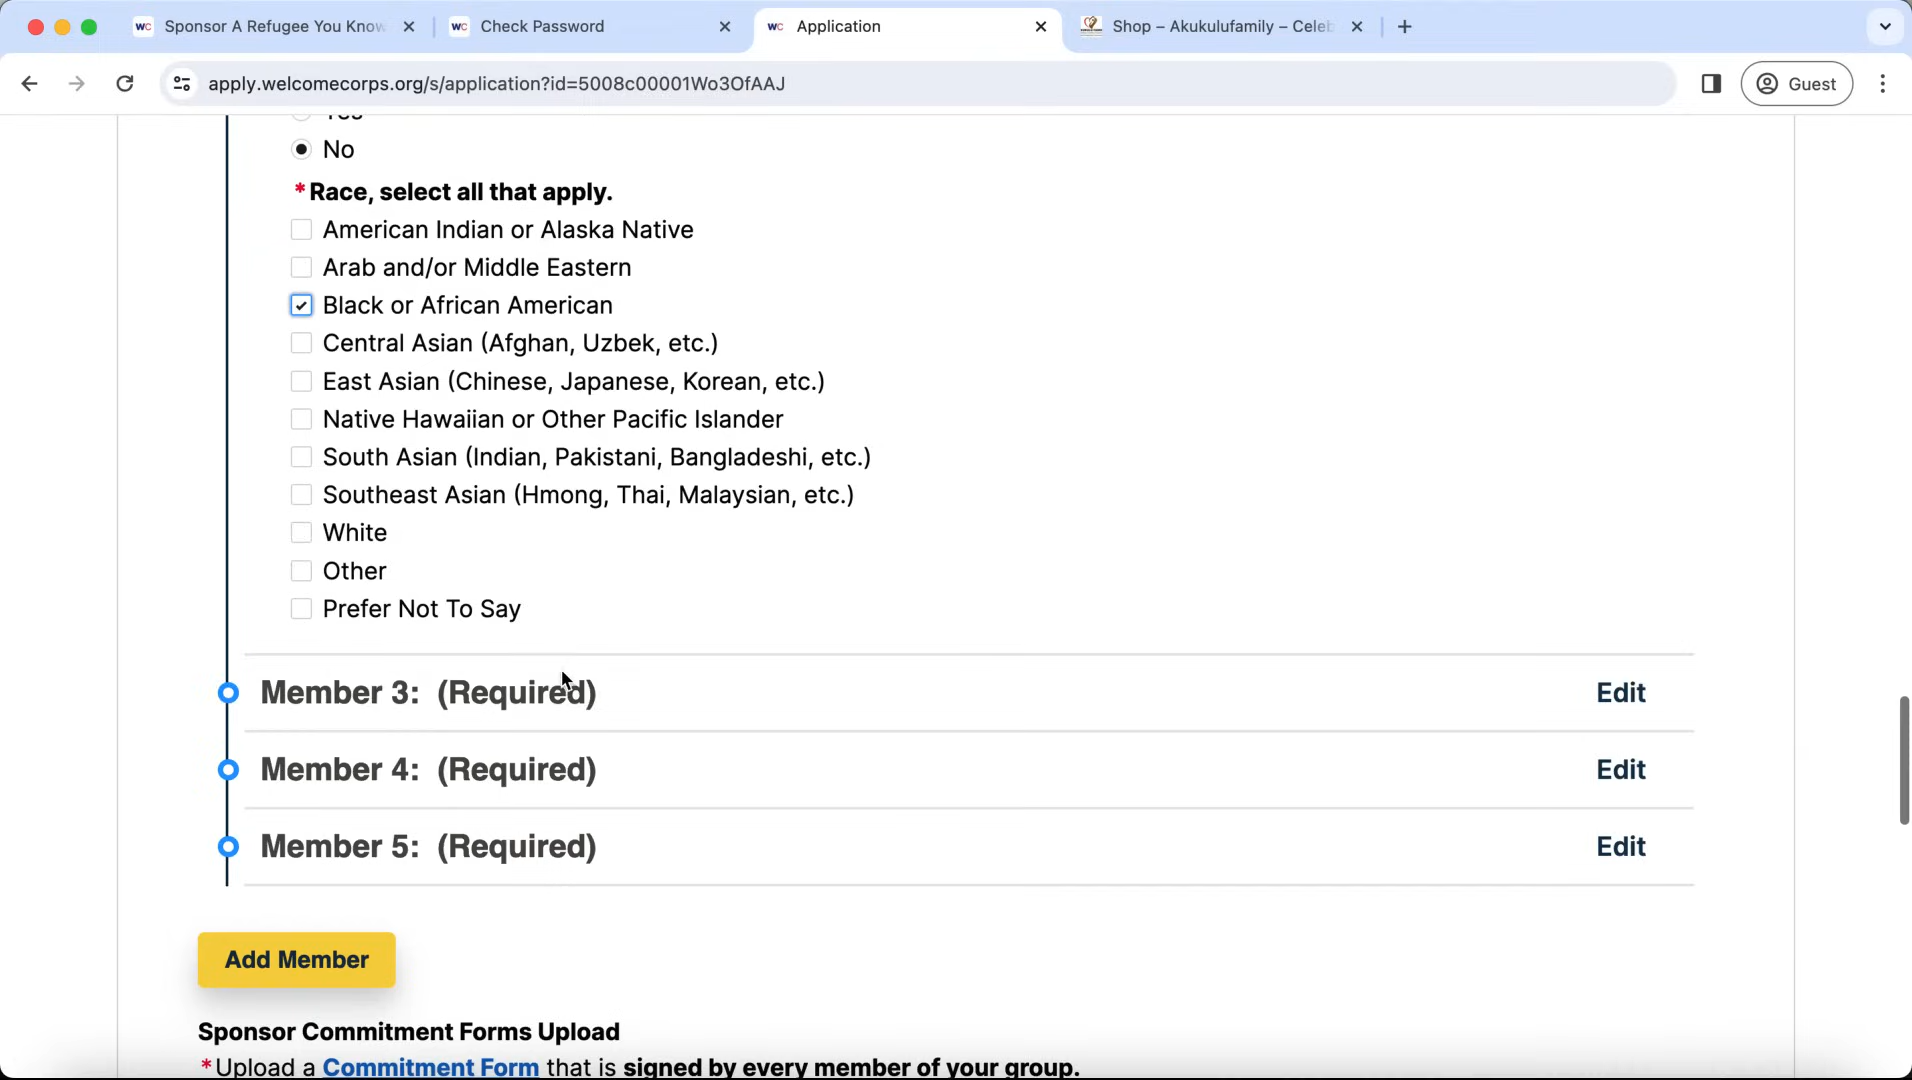 WC Sponsor A Refugee You Know
WC Check Password
WC Application
Shop – Akukulufamily – Celeb
apply.welcomecorps.org/s/application?id=5008c00001Wo3OfAAJ
Guest
Yes
No
*Race, select all that apply.
American Indian or Alaska Native
Arab and/or Middle Eastern
Black or African American
Central Asian (Afghan, Uzbek, etc.)
East Asian (Chinese, Japanese, Korean, etc.)
Native Hawaiian or Other Pacific Islander
South Asian (Indian, Pakistani, Bangladeshi, etc.)
Southeast Asian (Hmong, Thai, Malaysian, etc.)
White
Other
Prefer Not To Say
Member 3: (Required) Edit
Member 4: (Required) Edit
Member 5: (Required) Edit
Add Member
Sponsor Commitment Forms Upload
*Upload a Commitment Form that is signed by every member of your group.